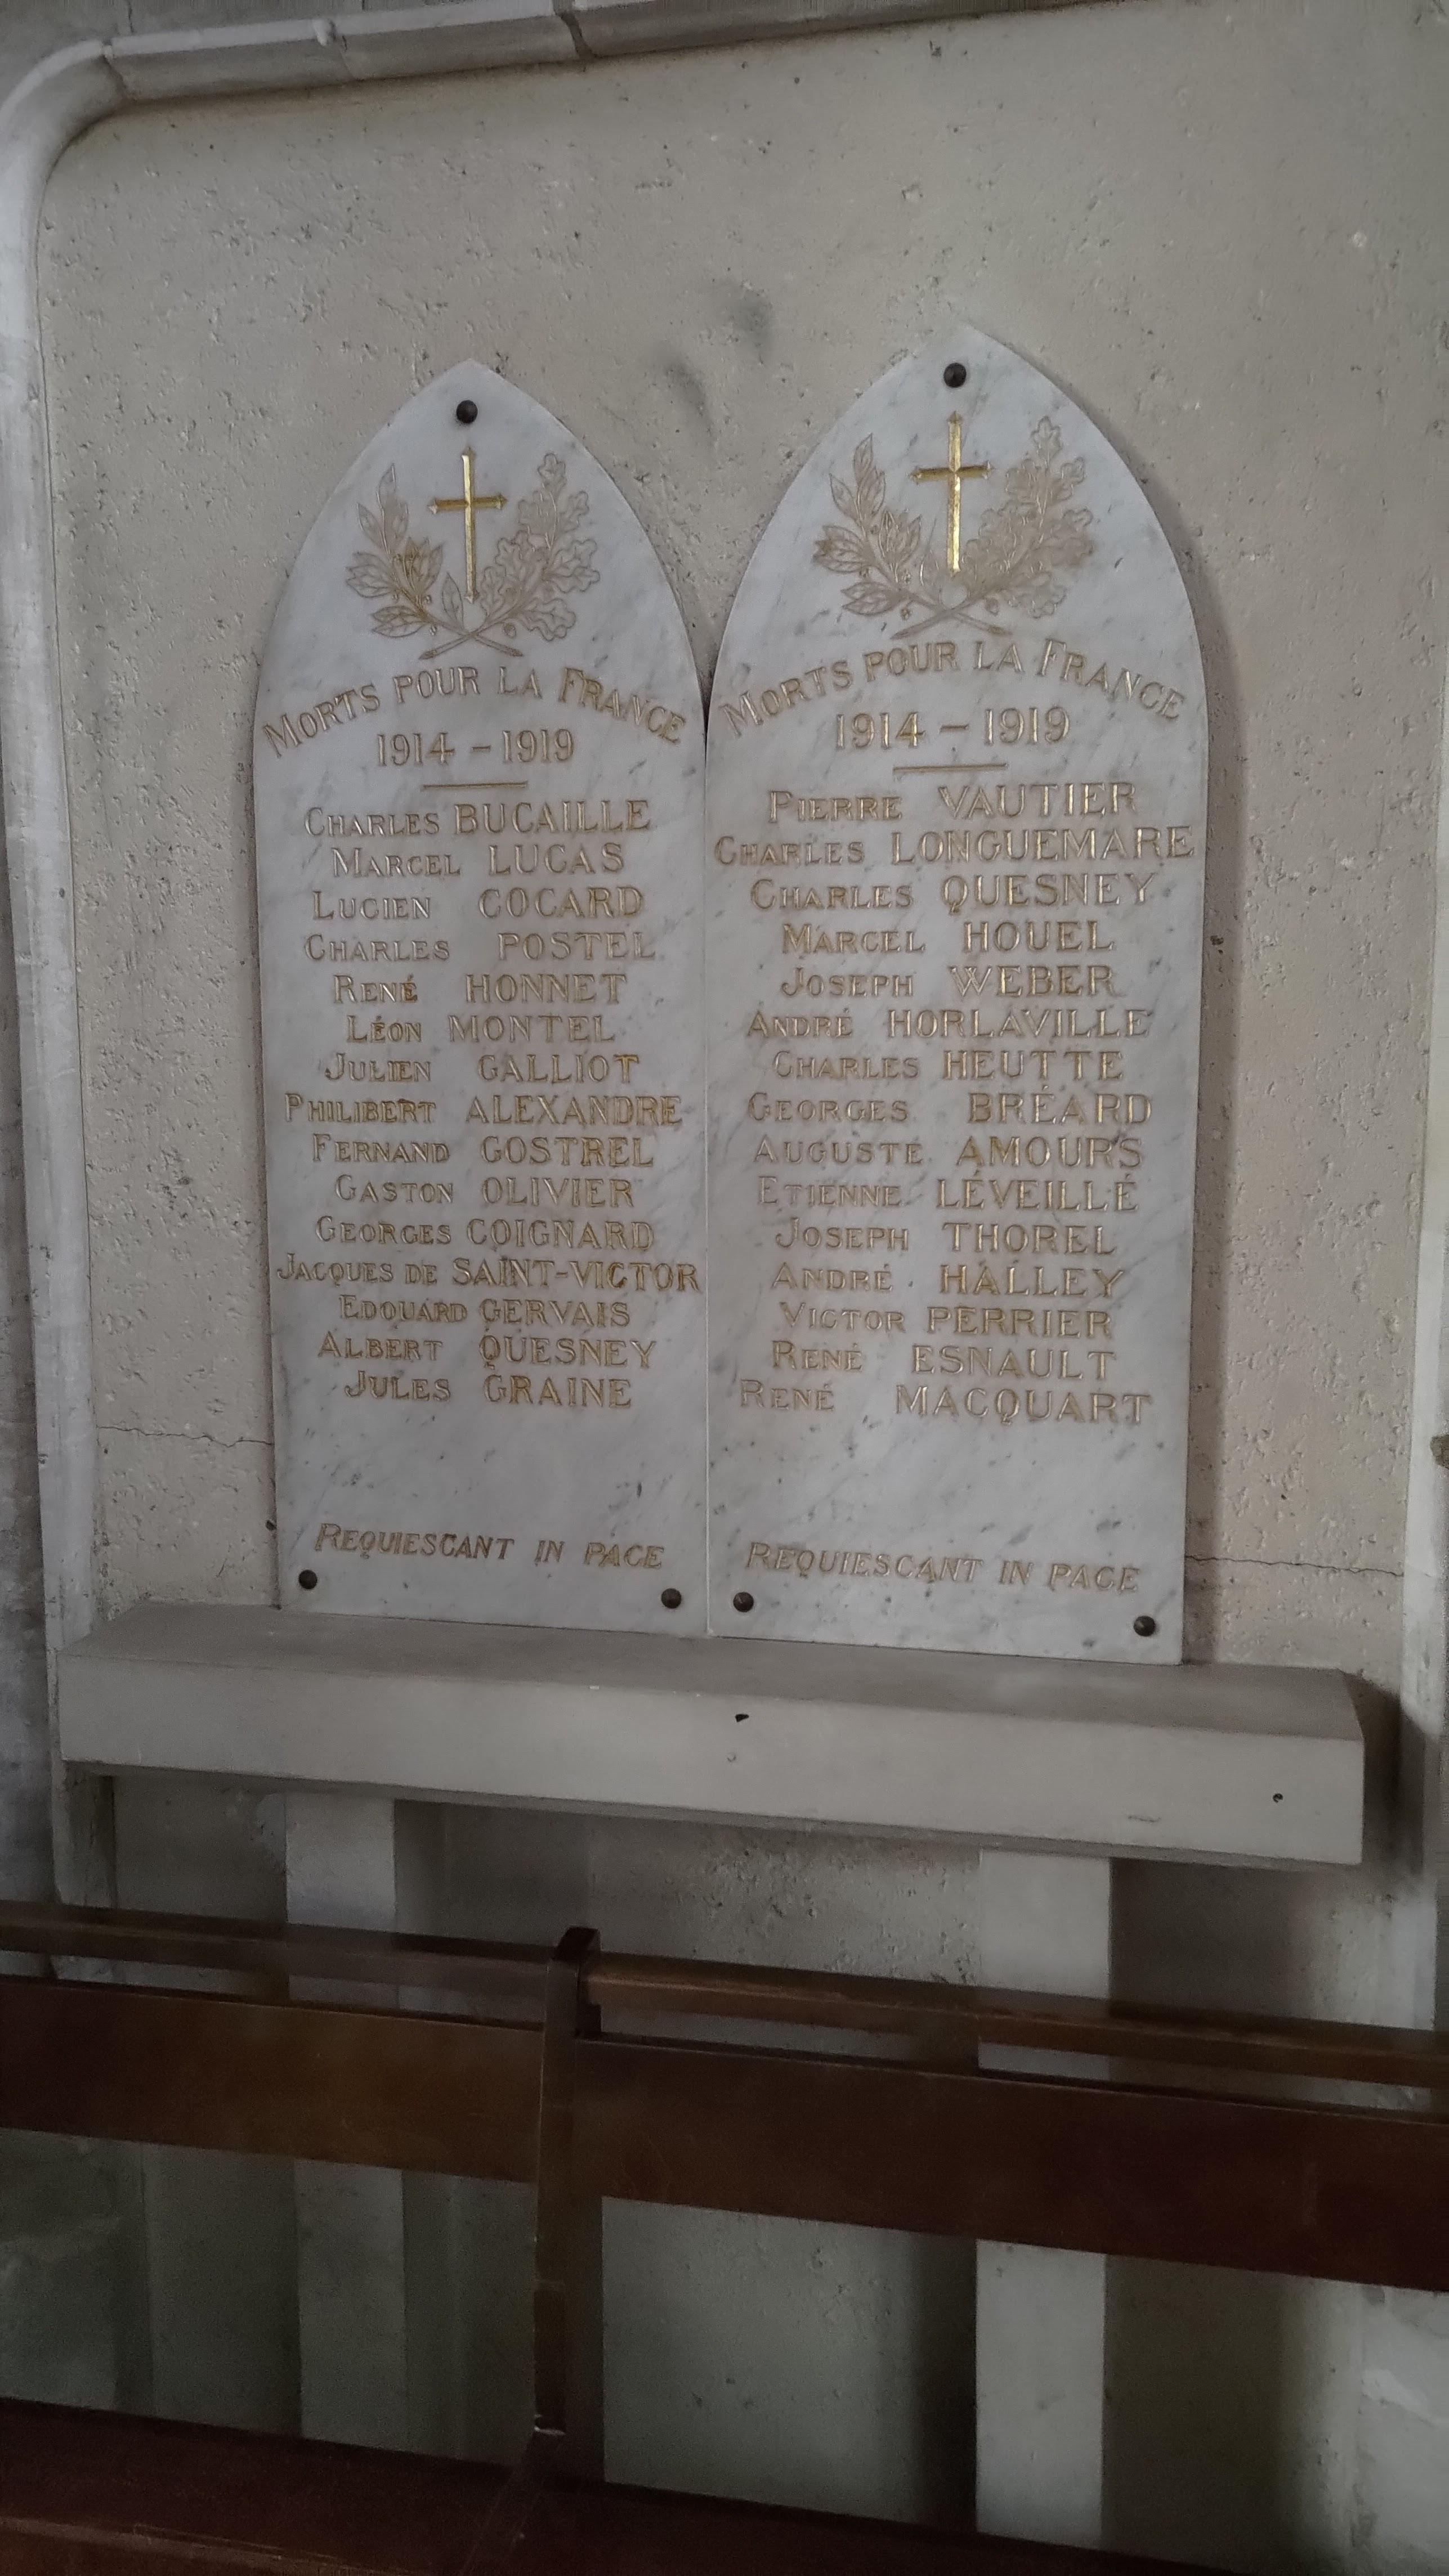 MORTS POUR LA FRANCE
1914 - 1919
CHARLES BUCAILLE
MARCEL LUCAS
LUCIEN COCARD
CHARLES POSTEL
RENÉ HONNET
LÉON MONTEL
JULIEN GALLIOT
PHILIBERT ALEXANDRE
FERNAND GOSTREL
GASTON OLIVIER
GEORGES COIGNARD
JACQUES DE SAINT-VICTOR
EDOUARD GERVAIS
ALBERT QUESNEY
JULES GRAINE
REQUIESCANT IN PACE
MORTS POUR LA FRANCE
1914 - 1919
PIERRE VAUTIER
CHARLES LONGUEMARE
CHARLES QUESNEY
MARCEL HOUEL
JOSEPH WEBER
ANDRÉ HORLAVILLE
CHARLES HEUTTE
GEORGES BRÉARD
AUGUSTE AMOURS
ETIENNE LÉVEILLÉ
JOSEPH THOREL
ANDRÉ HALLEY
VICTOR PERRIER
RENÉ ESNAULT
RENÉ MACQUART
REQUIESCANT IN PACE